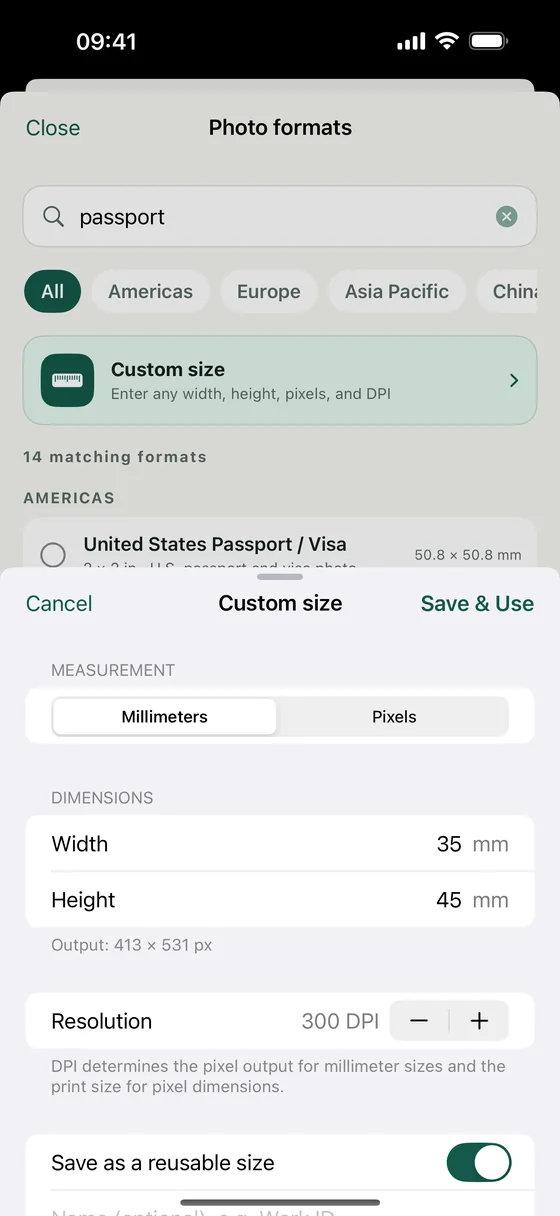 09:41
Close
Photo formats
passport
All
Americas
Europe
Asia Pacific
China
Custom size
Enter any width, height, pixels, and DPI
14 matching formats
AMERICAS
United States Passport / Visa
50.8 × 50.8 mm
Cancel
Custom size
Save & Use
MEASUREMENT
Millimeters
Pixels
DIMENSIONS
Width
35 mm
Height
45 mm
Output: 413 × 531 px
Resolution
300 DPI
DPI determines the pixel output for millimeter sizes and the
print size for pixel dimensions.
Save as a reusable size